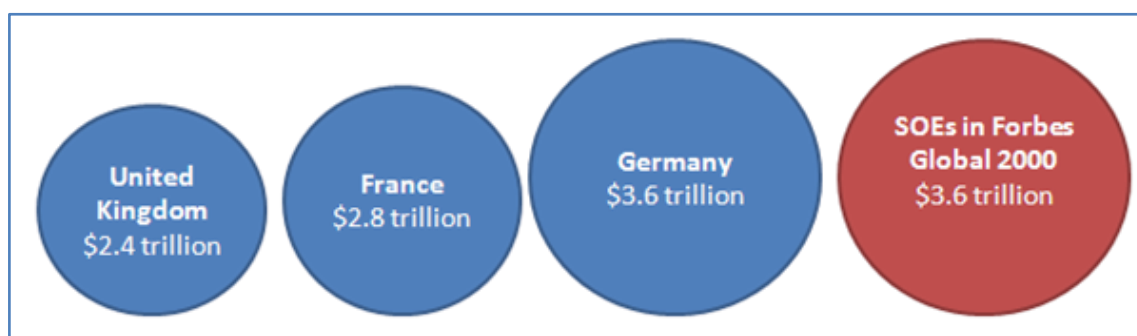 United
Kingdom
$2.4 trillion
France
$2.8 trillion
Germany
$3.6 trillion
SOEs in Forbes
Global 2000
$3.6 trillion